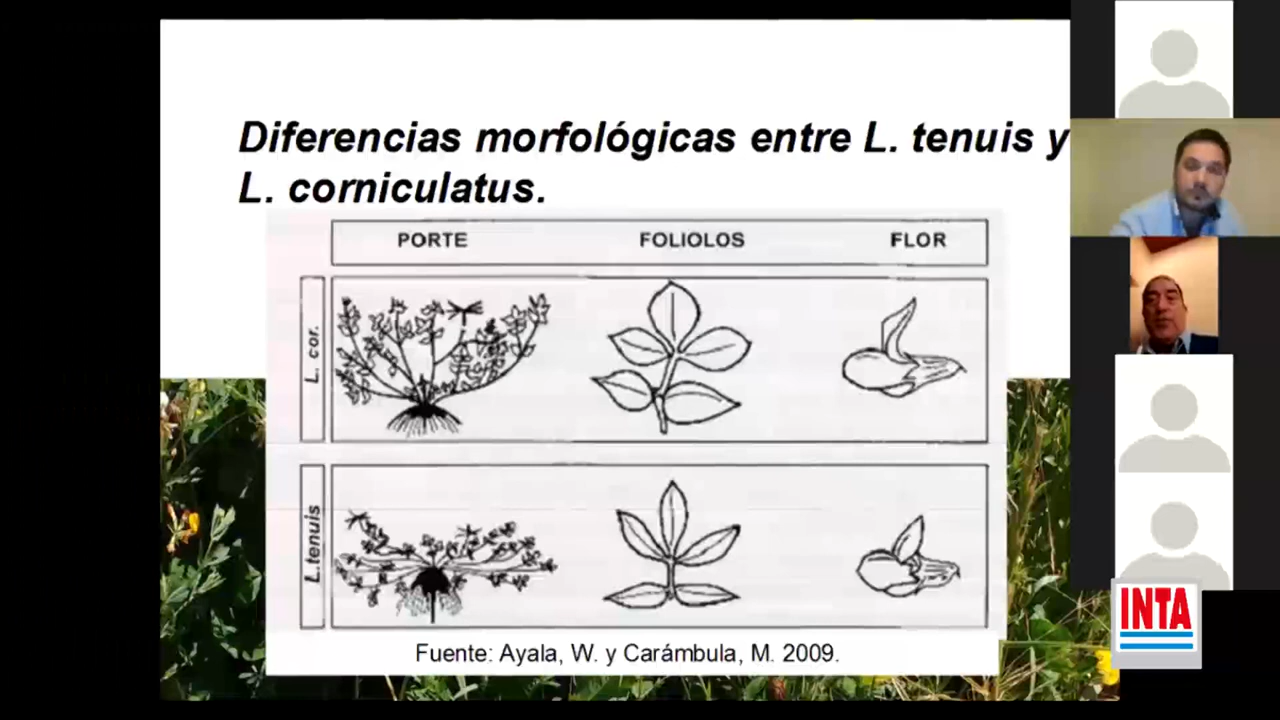 Diferencias morfológicas entre L. tenuis y
L. corniculatus.
PORTE FOLIOLOS FLOR
L. cor.
L.tenuis
Fuente: Ayala, W. y Carámbula, M. 2009.
INTA